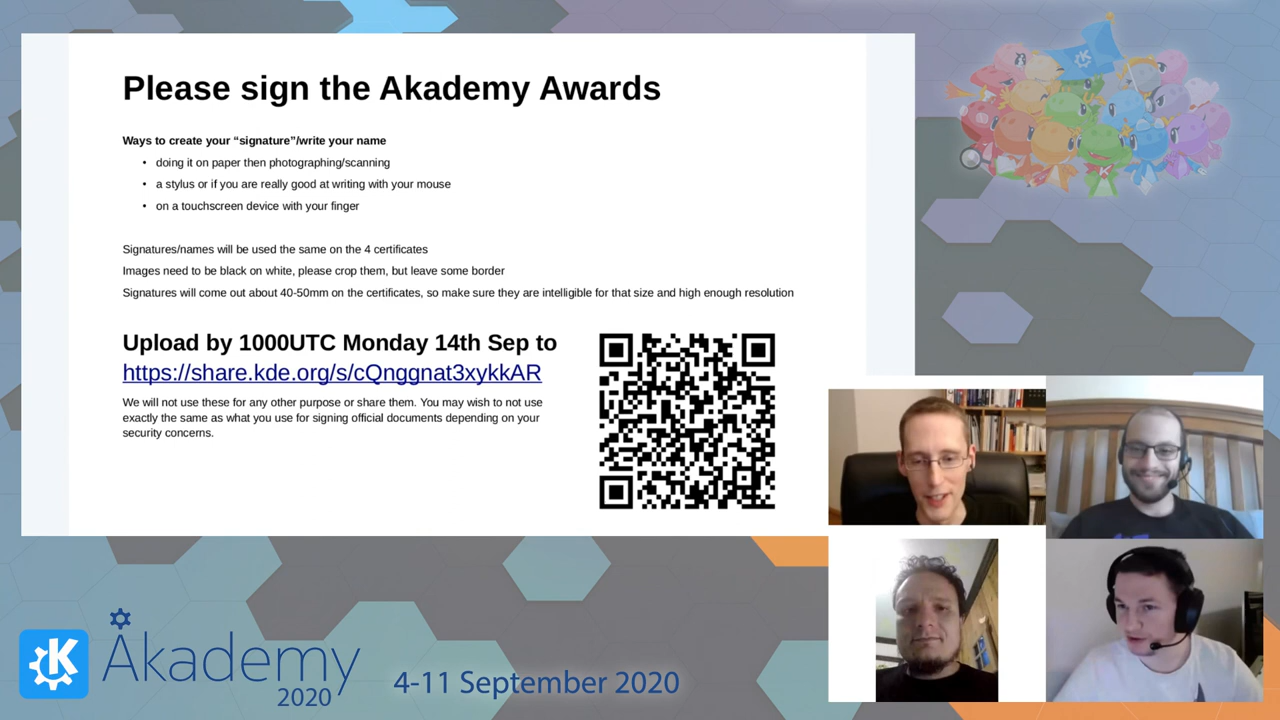 Please sign the Akademy Awards
Ways to create your “signature”/write your name
• doing it on paper then photographing/scanning
• a stylus or if you are really good at writing with your mouse
• on a touchscreen device with your finger
Signatures/names will be used the same on the 4 certificates
Images need to be black on white, please crop them, but leave some border
Signatures will come out about 40-50mm on the certificates, so make sure they are intelligible for that size and high enough resolution
Upload by 1000UTC Monday 14th Sep to
https://share.kde.org/s/cQnggnat3xykkAR
We will not use these for any other purpose or share them. You may wish to not use
exactly the same as what you use for signing official documents depending on your
security concerns.
K
Akademy
2020
4-11 September 2020